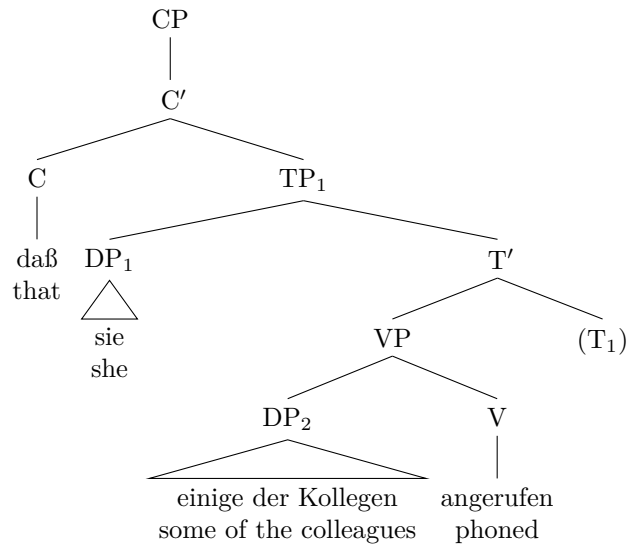 CP
C′
C TP₁
daß DP₁ T′
that
sie VP (T₁)
she
DP₂ V
einige der Kollegen angerufen
some of the colleagues phoned